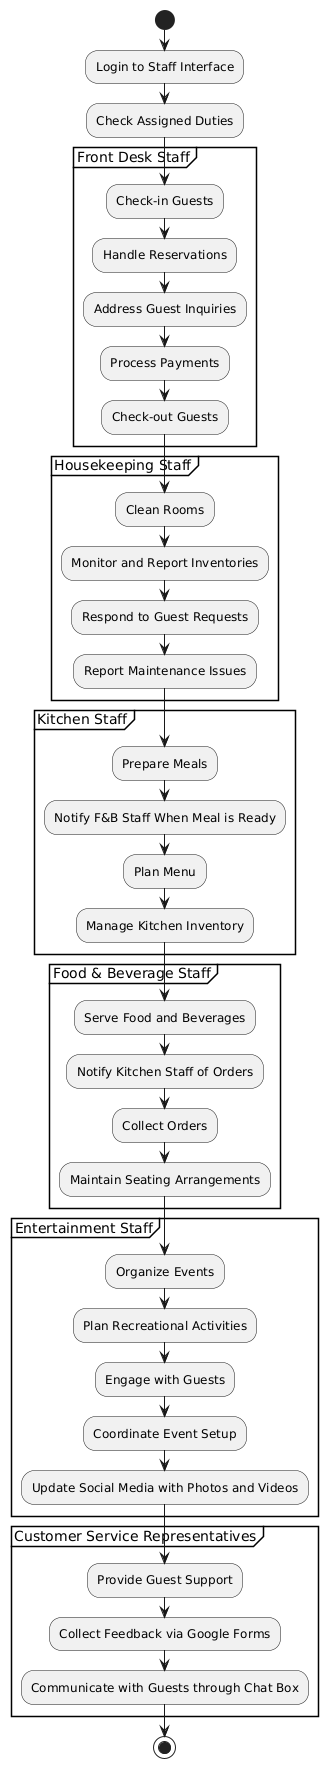 Login to Staff Interface
Check Assigned Duties
Front Desk Staff
Check-in Guests
Handle Reservations
Address Guest Inquiries
Process Payments
Check-out Guests
Housekeeping Staff
Clean Rooms
Monitor and Report Inventories
Respond to Guest Requests
Report Maintenance Issues
Kitchen Staff
Prepare Meals
Notify F&B Staff When Meal is Ready
Plan Menu
Manage Kitchen Inventory
Food & Beverage Staff
Serve Food and Beverages
Notify Kitchen Staff of Orders
Collect Orders
Maintain Seating Arrangements
Entertainment Staff
Organize Events
Plan Recreational Activities
Engage with Guests
Coordinate Event Setup
Update Social Media with Photos and Videos
Customer Service Representatives
Provide Guest Support
Collect Feedback via Google Forms
Communicate with Guests through Chat Box